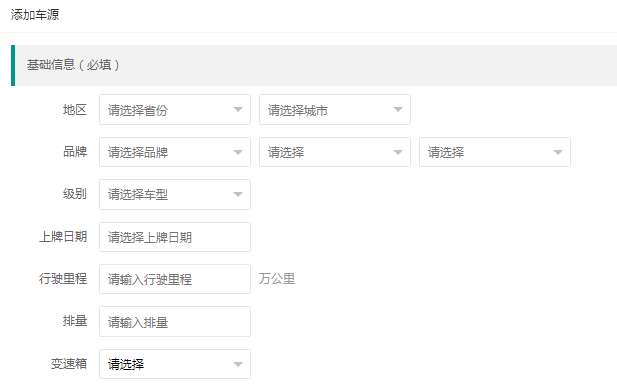 添加车源
基础信息（必填）
地区 请选择省份 请选择城市
品牌 请选择品牌 请选择 请选择
级别 请选择车型
上牌日期 请选择上牌日期
行驶里程 请输入行驶里程 万公里
排量 请输入排量
变速箱 请选择